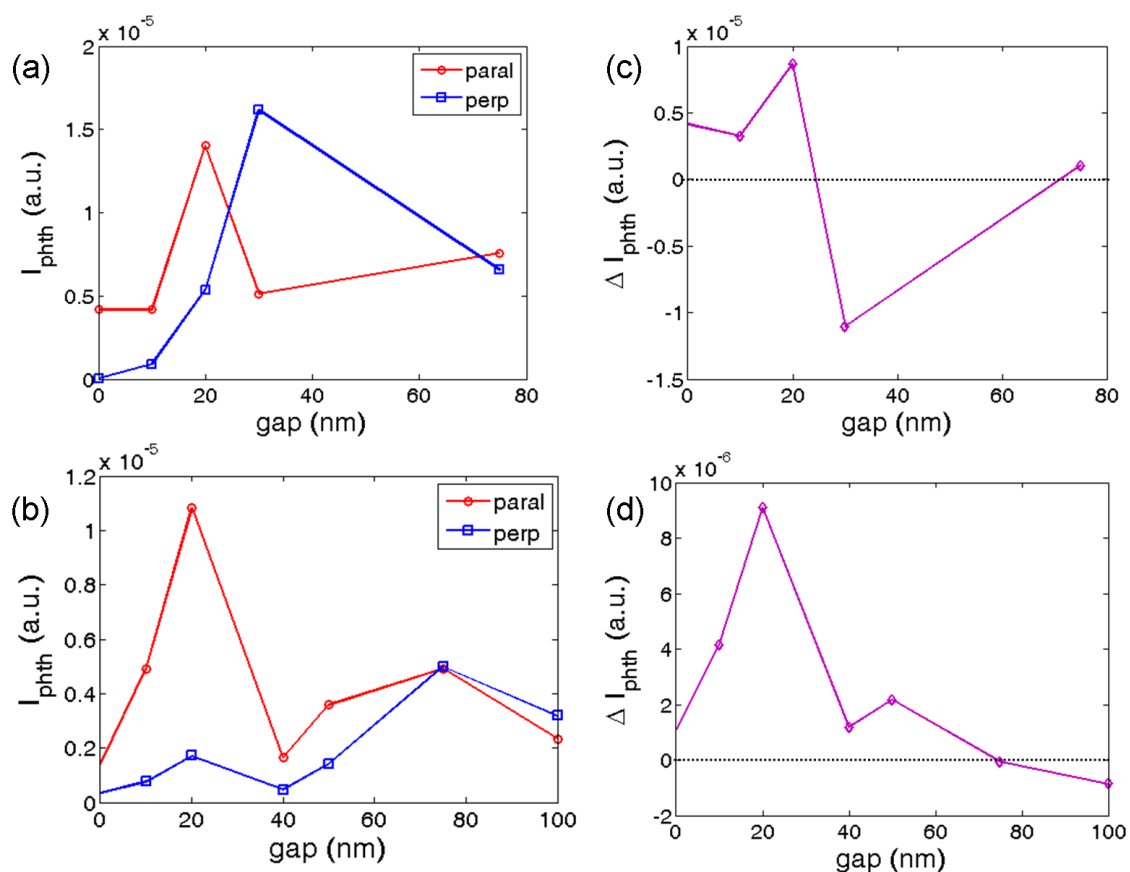 (a)
x 10⁻⁵
2
1.5
1
0.5
0
I_phth (a.u.)
paral
perp
0 20 40 60 80
gap (nm)
(c)
x 10⁻⁵
1
0.5
0
-0.5
-1
-1.5
Δ I_phth (a.u.)
0 20 40 60 80
gap (nm)
(b)
x 10⁻⁵
1.2
1
0.8
0.6
0.4
0.2
0
I_phth (a.u.)
paral
perp
0 20 40 60 80 100
gap (nm)
(d)
x 10⁻⁶
10
8
6
4
2
0
-2
Δ I_phth (a.u.)
0 20 40 60 80 100
gap (nm)